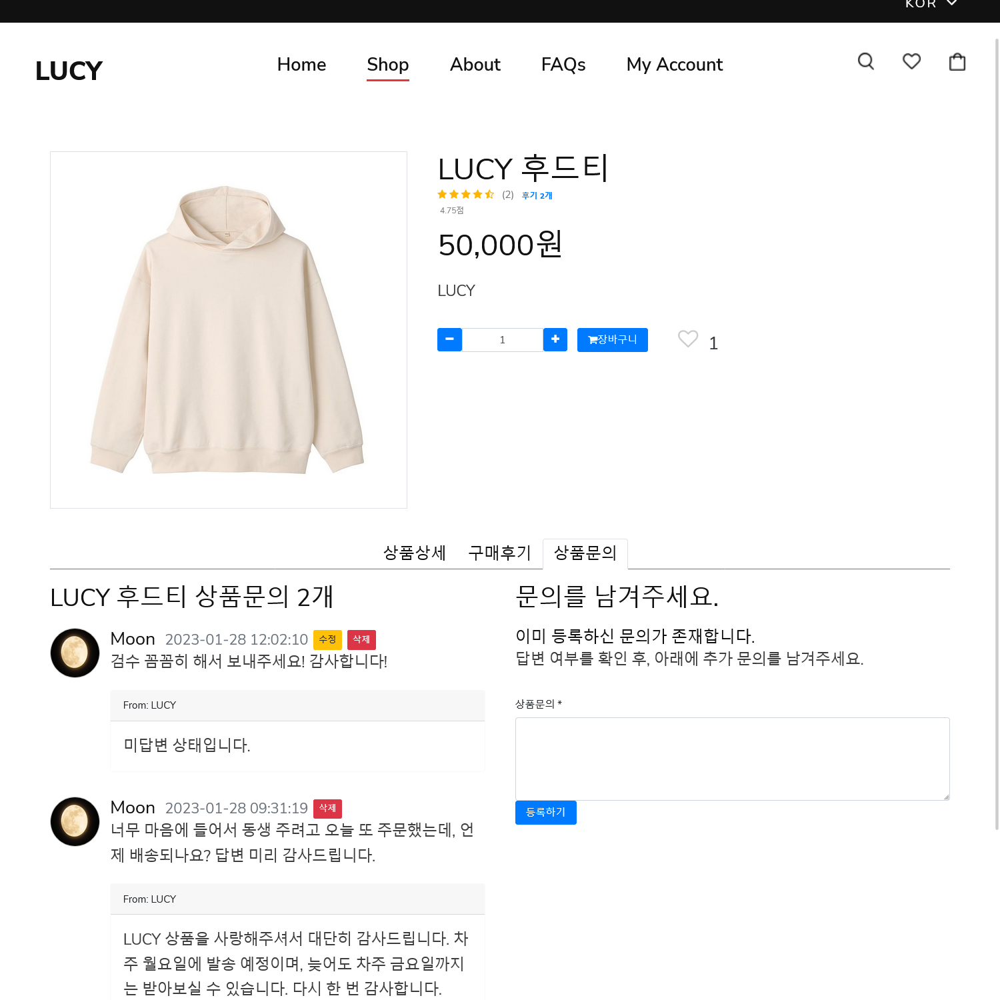 KOR
LUCY
Home
Shop
About
FAQs
My Account
LUCY 후드티
(2) 후기 2개
4.75점
50,000원
LUCY
1
장바구니
1
상품상세
구매후기
상품문의
LUCY 후드티 상품문의 2개
Moon 2023-01-28 12:02:10 수정 삭제
검수 꼼꼼히 해서 보내주세요! 감사합니다!
From: LUCY
미답변 상태입니다.
Moon 2023-01-28 09:31:19 삭제
너무 마음에 들어서 동생 주려고 오늘 또 주문했는데, 언
제 배송되나요? 답변 미리 감사드립니다.
From: LUCY
LUCY 상품을 사랑해주셔서 대단히 감사드립니다. 차
주 월요일에 발송 예정이며, 늦어도 차주 금요일까지
는 받아보실 수 있습니다. 다시 한 번 감사합니다.
문의를 남겨주세요.
이미 등록하신 문의가 존재합니다.
답변 여부를 확인 후, 아래에 추가 문의를 남겨주세요.
상품문의 *
등록하기